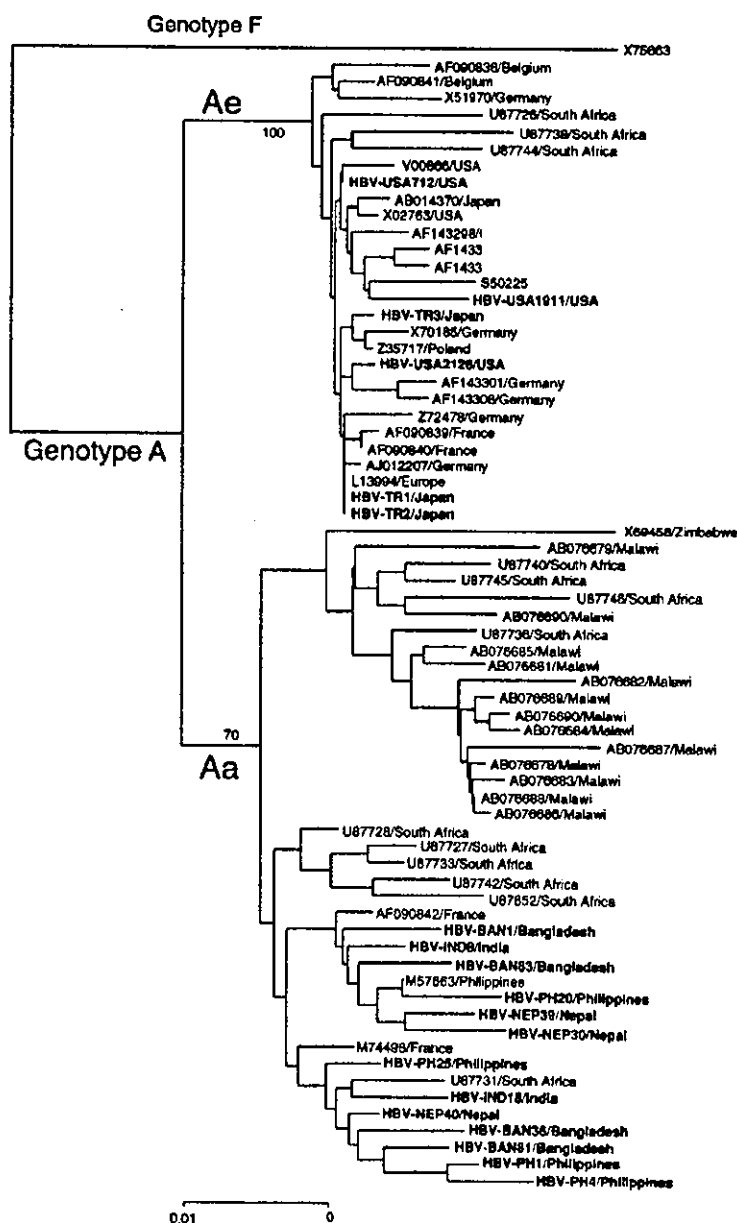 Genotype F
X75663
AF090838/Belgium
AF090841/Belgium
X51970/Germany
Ae
U87726/South Africa
100
U87739/South Africa
U87744/South Africa
V00866/USA
HBV-USA712/USA
AB014370/Japan
X02763/USA
AF143298/
AF1433
AF1433
S50225
HBV-USA1911/USA
HBV-TR3/Japan
X70185/Germany
Z35717/Poland
HBV-USA2126/USA
AF143301/Germany
AF143308/Germany
Z72478/Germany
AF090839/France
Genotype A
AF090840/France
AJ012207/Germany
L13994/Europe
HBV-TR1/Japan
HBV-TR2/Japan
X69458/Zimbabwe
AB076679/Malawi
U87740/South Africa
U87745/South Africa
U87748/South Africa
AB076690/Malawi
U87736/South Africa
AB076685/Malawi
AB076681/Malawi
AB076682/Malawi
AB076689/Malawi
AB076690/Malawi
AB076684/Malawi
70
AB076687/Malawi
Aa
AB076678/Malawi
AB076683/Malawi
AB076688/Malawi
AB076686/Malawi
U87728/South Africa
U87727/South Africa
U87733/South Africa
U87742/South Africa
U87652/South Africa
AF090842/France
HBV-BAN1/Bangladesh
HBV-IND8/India
HBV-BAN83/Bangladesh
M57663/Philippines
HBV-PH20/Philippines
HBV-NEP39/Nepal
HBV-NEP30/Nepal
M74498/France
HBV-PH25/Philippines
U87731/South Africa
HBV-IND18/India
HBV-NEP40/Nepal
HBV-BAN36/Bangladesh
HBV-BAN81/Bangladesh
HBV-PH1/Philippines
HBV-PH4/Philippines
0.01 0